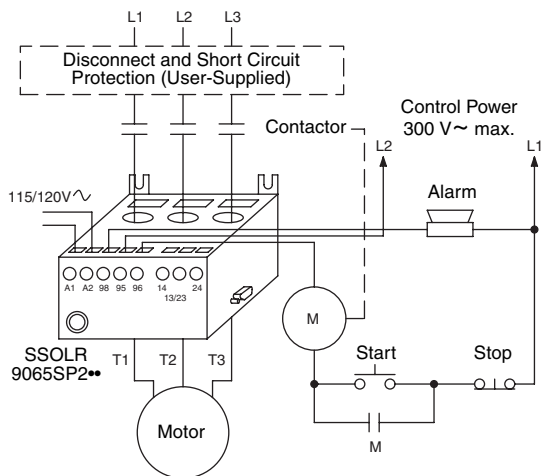 L1 L2 L3
Disconnect and Short Circuit
Protection (User-Supplied)
Contactor
Control Power
300 V~ max.
L2 L1
115/120V~
Alarm
A1 A2 98 95 96 14 13/23 24
M
SSOLR
9065SP2••
T1 T2 T3
Start Stop
Motor
M